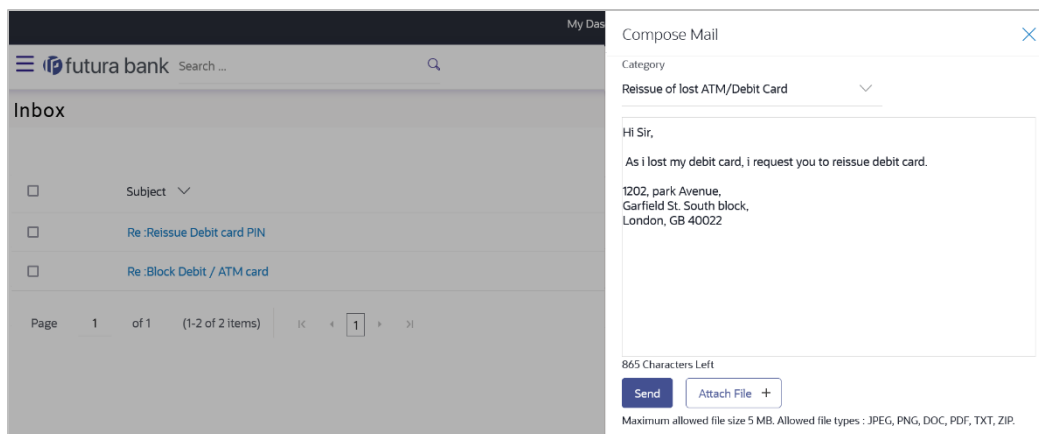 My Das
futura bank Search ...
Inbox
Subject
Re :Reissue Debit card PIN
Re :Block Debit / ATM card
Page 1 of 1 (1-2 of 2 items) 1
Compose Mail
Category
Reissue of lost ATM/Debit Card
Hi Sir,
As i lost my debit card, i request you to reissue debit card.
1202, park Avenue,
Garfield St. South block,
London, GB 40022
865 Characters Left
Send Attach File +
Maximum allowed file size 5 MB. Allowed file types : JPEG, PNG, DOC, PDF, TXT, ZIP.